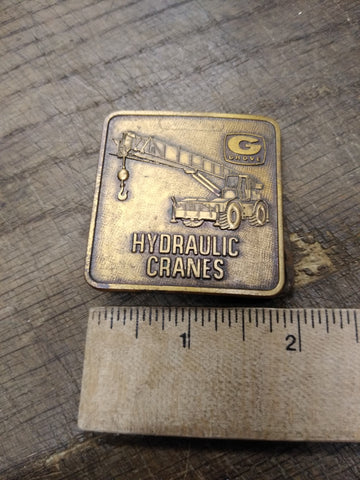 G
GROVE
HYDRAULIC
CRANES
1 2